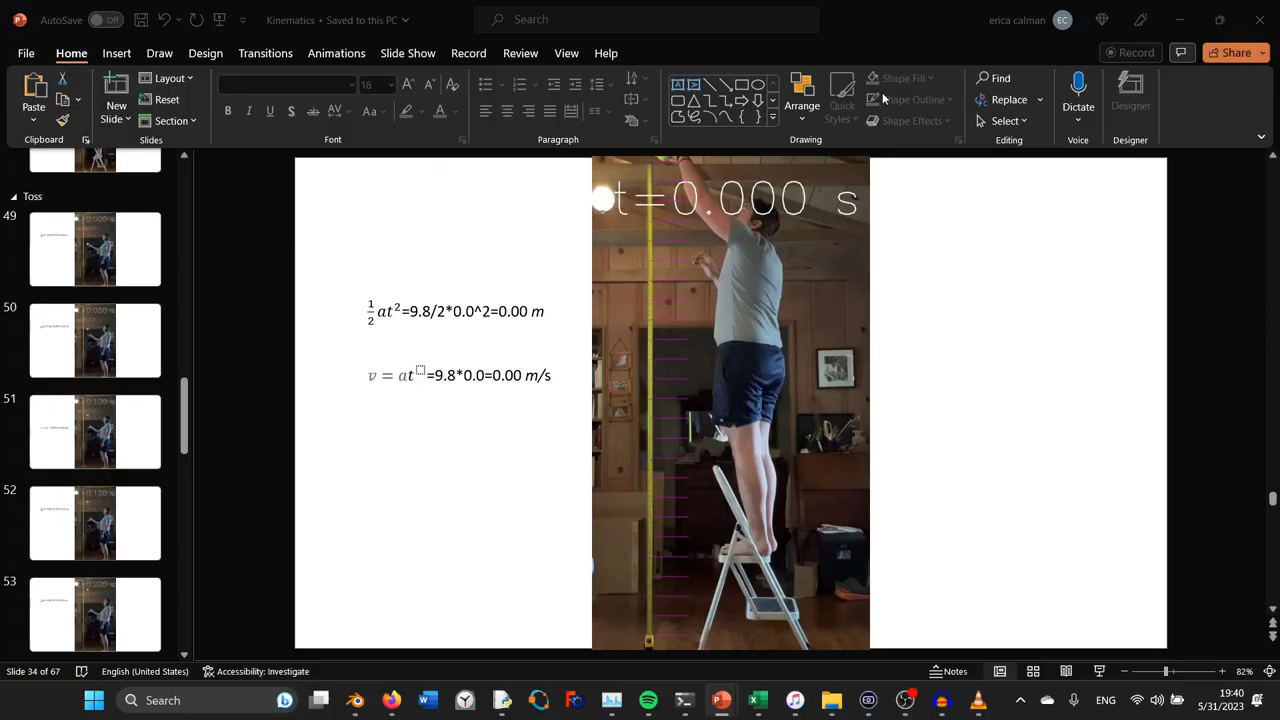 AutoSave Off Kinematics • Saved to this PC Search erica calman EC
File Home Insert Draw Design Transitions Animations Slide Show Record Review View Help Record Share
Paste
Clipboard
New
Slide
Layout
Reset
Section
Slides
18
B I U S ab AV Aa A
Font
Paragraph
Arrange
Quick
Styles
Shape Fill
Shape Outline
Shape Effects
Drawing
Find
Replace
Select
Editing
Dictate
Voice
Designer
Designer
Toss
49
50
51
52
53
t=0.000 s
½at²=9.8/2*0.0^2=0.00 m
v = at =9.8*0.0=0.00 m/s
Slide 34 of 67 English (United States) Accessibility: Investigate Notes 82%
Search ENG 19:40
5/31/2023